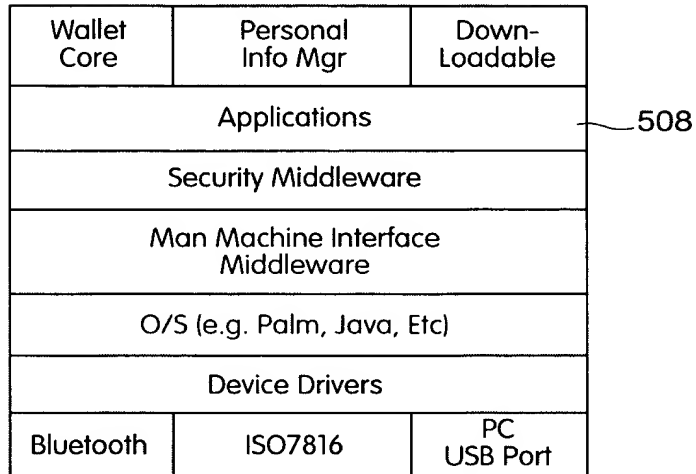 Wallet
Core
Personal
Info Mgr
Down-
Loadable
Applications
508
Security Middleware
Man Machine Interface
Middleware
O/S (e.g. Palm, Java, Etc)
Device Drivers
Bluetooth
ISO7816
PC
USB Port